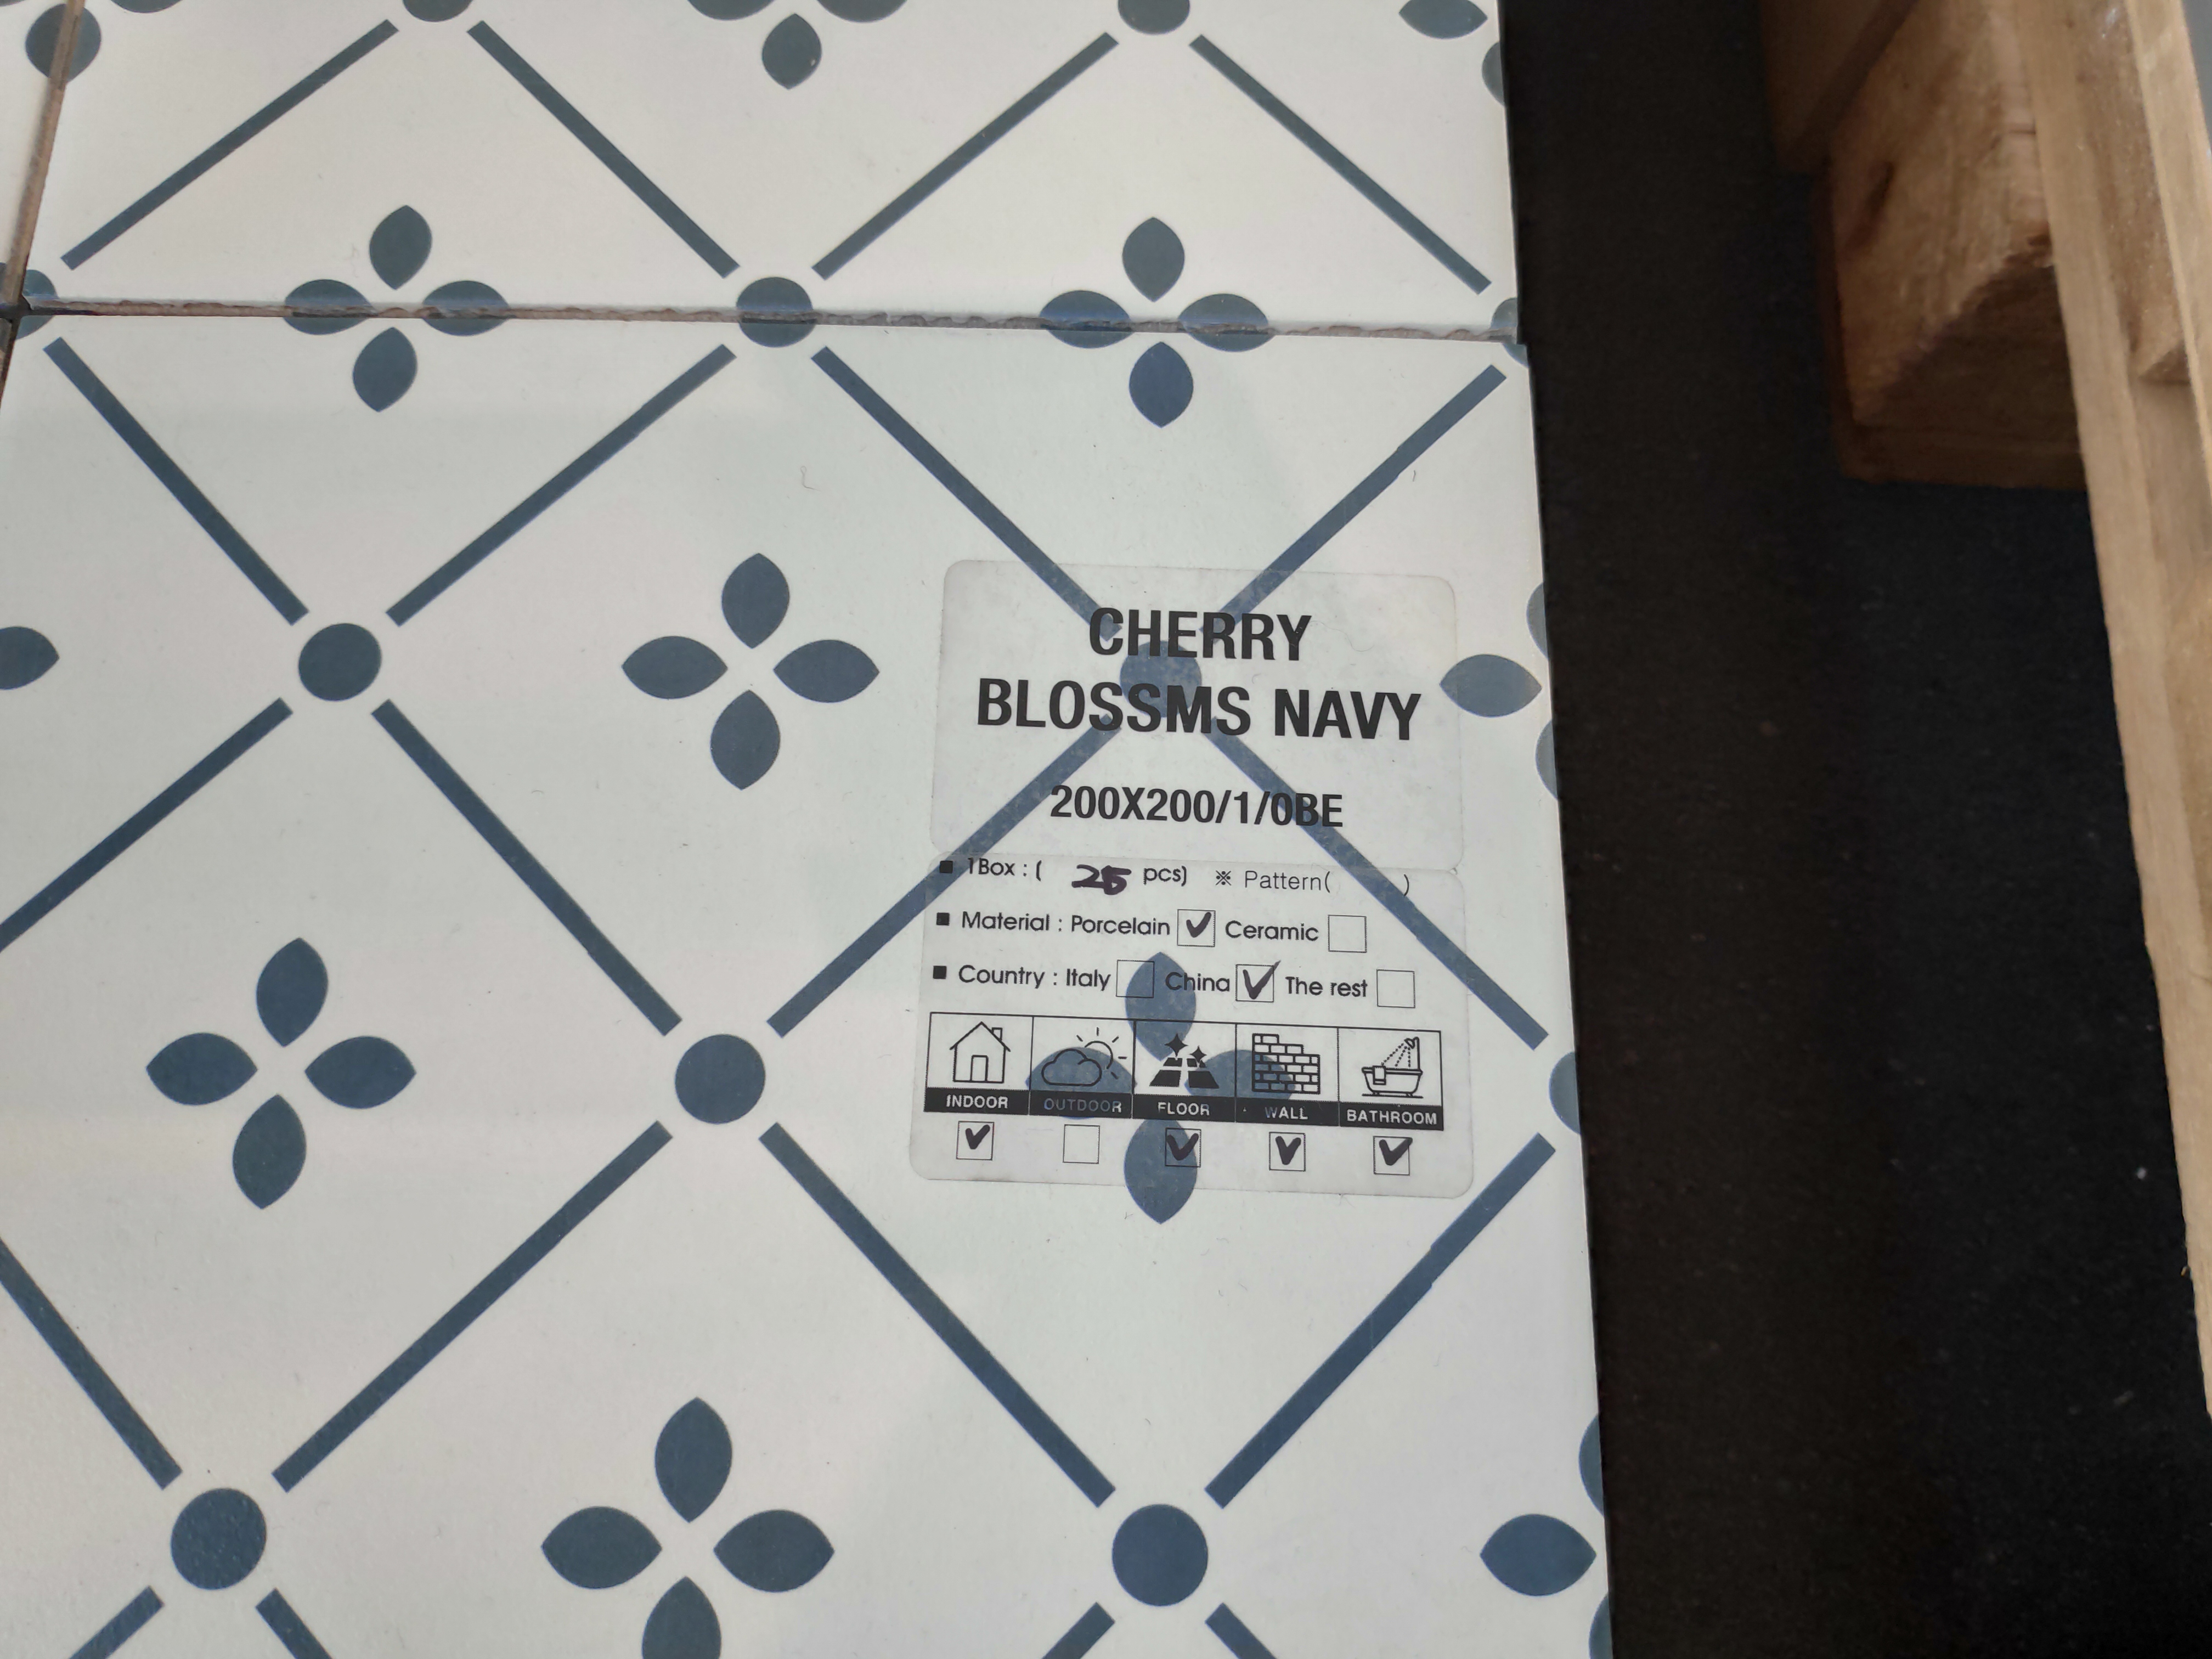 CHERRY
BLOSSMS NAVY
200X200/1/0BE
■ 1Box : ( 25 pcs) ※ Pattern( )
■ Material : Porcelain ✓ Ceramic
■ Country : Italy China ✓ The rest
INDOOR OUTDOOR FLOOR WALL BATHROOM
✓ ✓ ✓ ✓